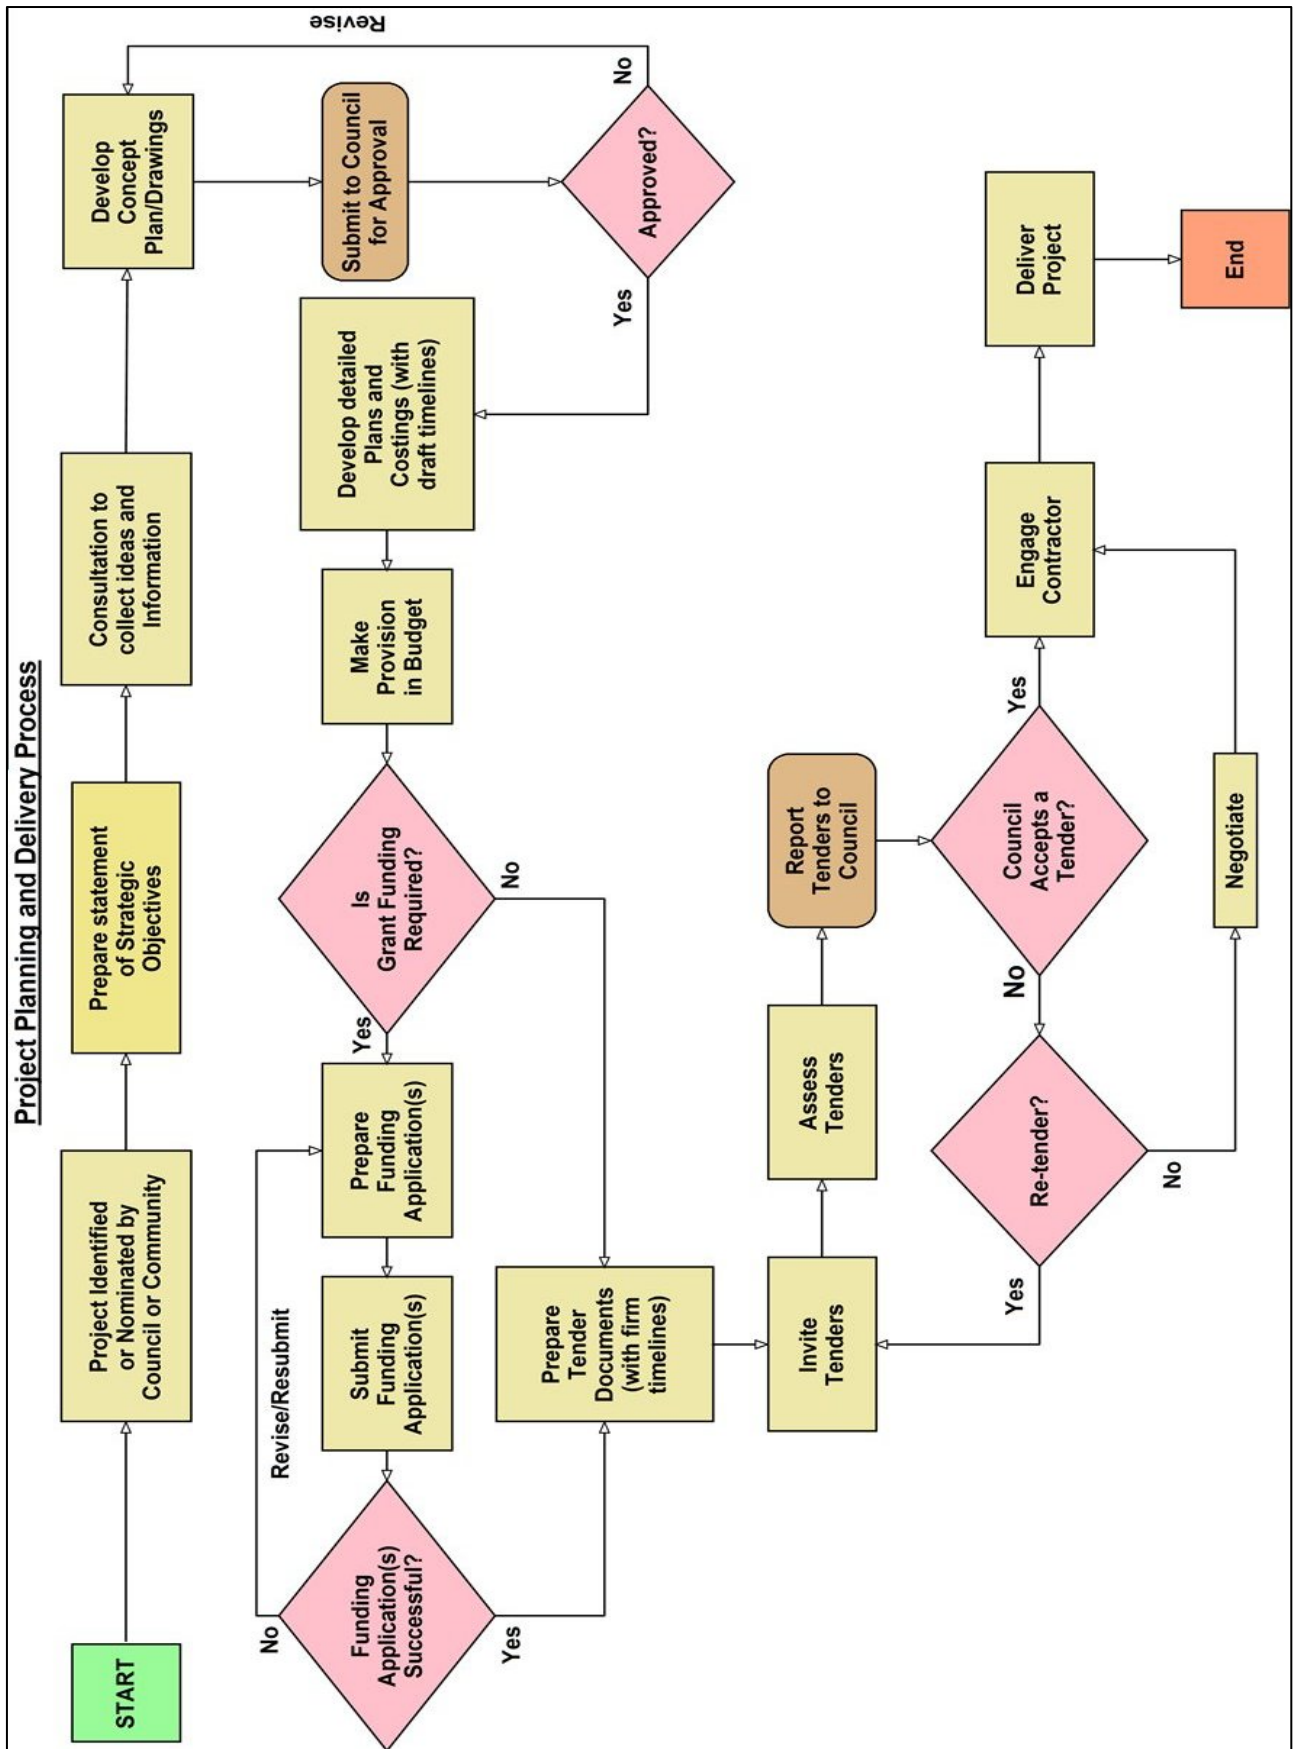 Project Planning and Delivery Process
START
Project Identified
or Nominated by
Council or Community
Prepare statement
of Strategic
Objectives
Consultation to
collect ideas and
Information
Develop
Concept
Plan/Drawings
Revise
Submit to Council
for Approval
Approved?
No
Yes
Develop detailed
Plans and
Costings (with
draft timelines)
Make
Provision
in Budget
Is
Grant Funding
Required?
No
Yes
Prepare
Funding
Application(s)
Submit
Funding
Application(s)
Funding
Application(s)
Successful?
No
Revise/Resubmit
Yes
Prepare
Tender
Documents
(with firm
timelines)
Invite
Tenders
Assess
Tenders
Report
Tenders to
Council
Council
Accepts a
Tender?
No
Yes
Re-tender?
Yes
No
Negotiate
Engage
Contractor
Deliver
Project
End